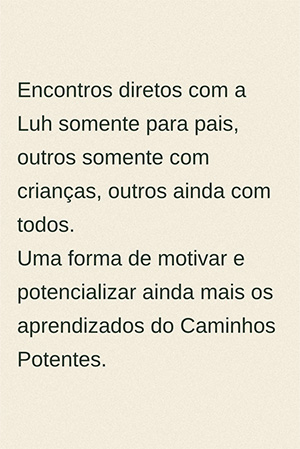 Encontros diretos com a
Luh somente para pais,
outros somente com
crianças, outros ainda com
todos.
Uma forma de motivar e
potencializar ainda mais os
aprendizados do Caminhos
Potentes.